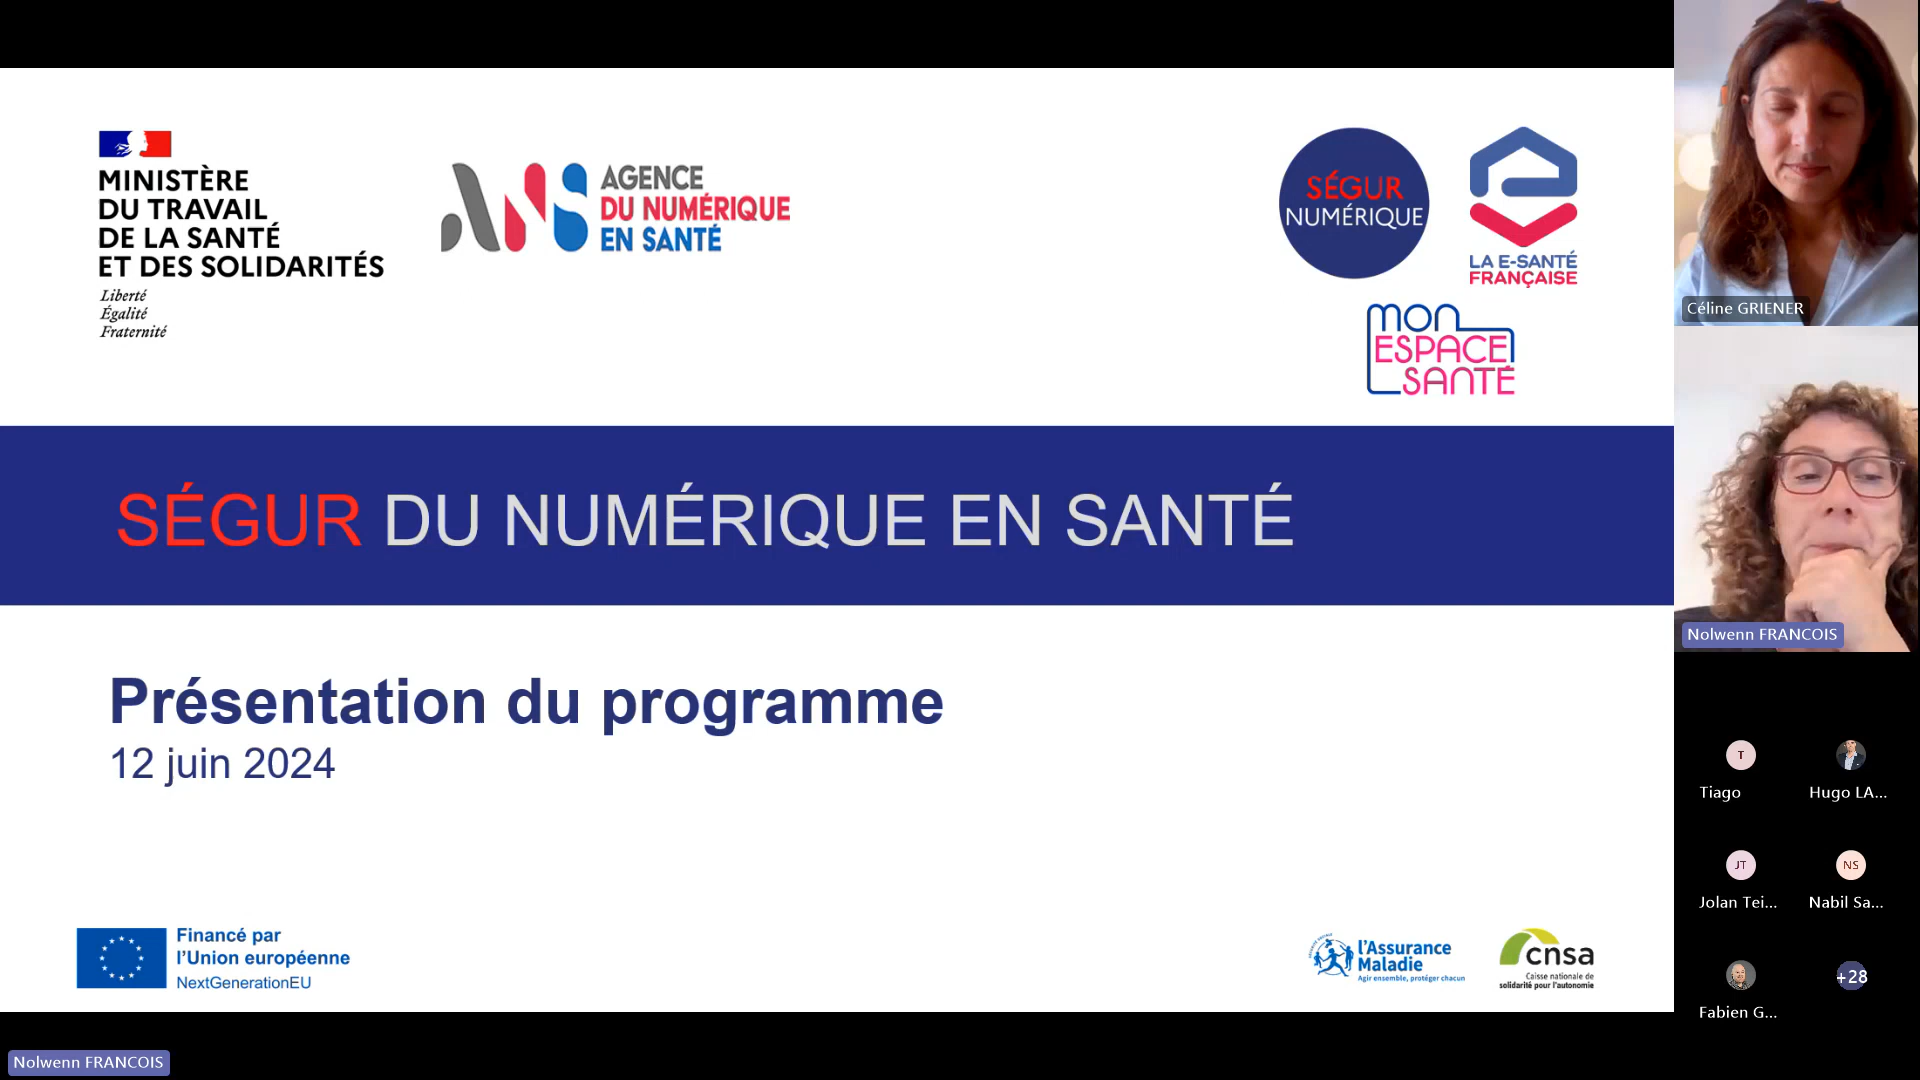 MINISTÈRE
DU TRAVAIL
DE LA SANTÉ
ET DES SOLIDARITÉS
Liberté
Égalité
Fraternité
AGENCE
DU NUMÉRIQUE
EN SANTÉ
SÉGUR
NUMÉRIQUE
LA E-SANTÉ
FRANÇAISE
MON
ESPACE
SANTÉ
SÉGUR DU NUMÉRIQUE EN SANTÉ
Présentation du programme
12 juin 2024
Financé par
l'Union européenne
NextGenerationEU
l'Assurance
Maladie
Agir ensemble, protéger chacun
cnsa
Caisse nationale de
solidarité pour l'autonomie
Céline GRIENER
Nolwenn FRANCOIS
T
Tiago
Hugo LA...
JT
Jolan Tei...
NS
Nabil Sa...
Fabien G...
+28
Nolwenn FRANCOIS